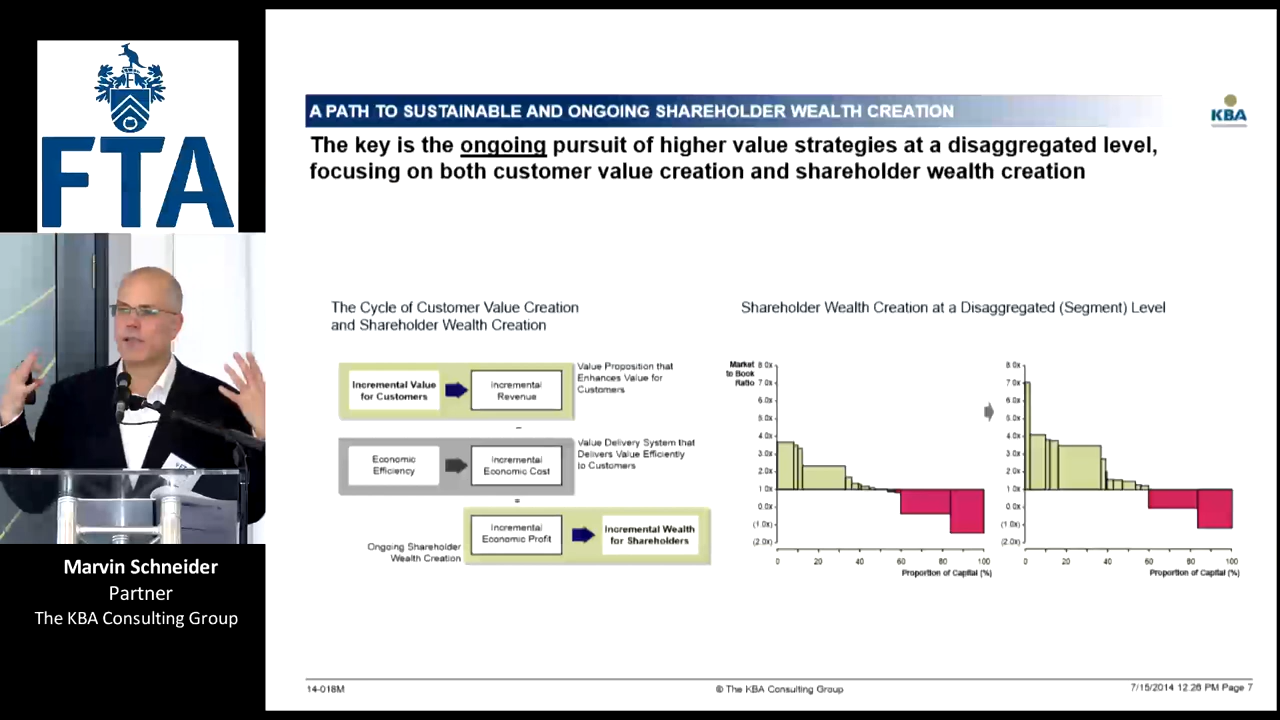 FTA
Marvin Schneider
Partner
The KBA Consulting Group
A PATH TO SUSTAINABLE AND ONGOING SHAREHOLDER WEALTH CREATION
KBA
The key is the ongoing pursuit of higher value strategies at a disaggregated level,
focusing on both customer value creation and shareholder wealth creation
The Cycle of Customer Value Creation
and Shareholder Wealth Creation
Incremental Value
for Customers
Incremental
Revenue
Value Proposition that
Enhances Value for
Customers
–
Economic
Efficiency
Incremental
Economic Cost
Value Delivery System that
Delivers Value Efficiently
to Customers
=
Ongoing Shareholder
Wealth Creation
Incremental
Economic Profit
Incremental Wealth
for Shareholders
Shareholder Wealth Creation at a Disaggregated (Segment) Level
Market
to Book
Ratio
8.0x
7.0x
6.0x
5.0x
4.0x
3.0x
2.0x
1.0x
0.0x
(1.0x)
(2.0x)
0 20 40 60 80 100
Proportion of Capital (%)
8.0x
7.0x
6.0x
5.0x
4.0x
3.0x
2.0x
1.0x
0.0x
(1.0x)
(2.0x)
0 20 40 60 80 100
Proportion of Capital (%)
14-018M
© The KBA Consulting Group
7/15/2014 12:26 PM Page 7